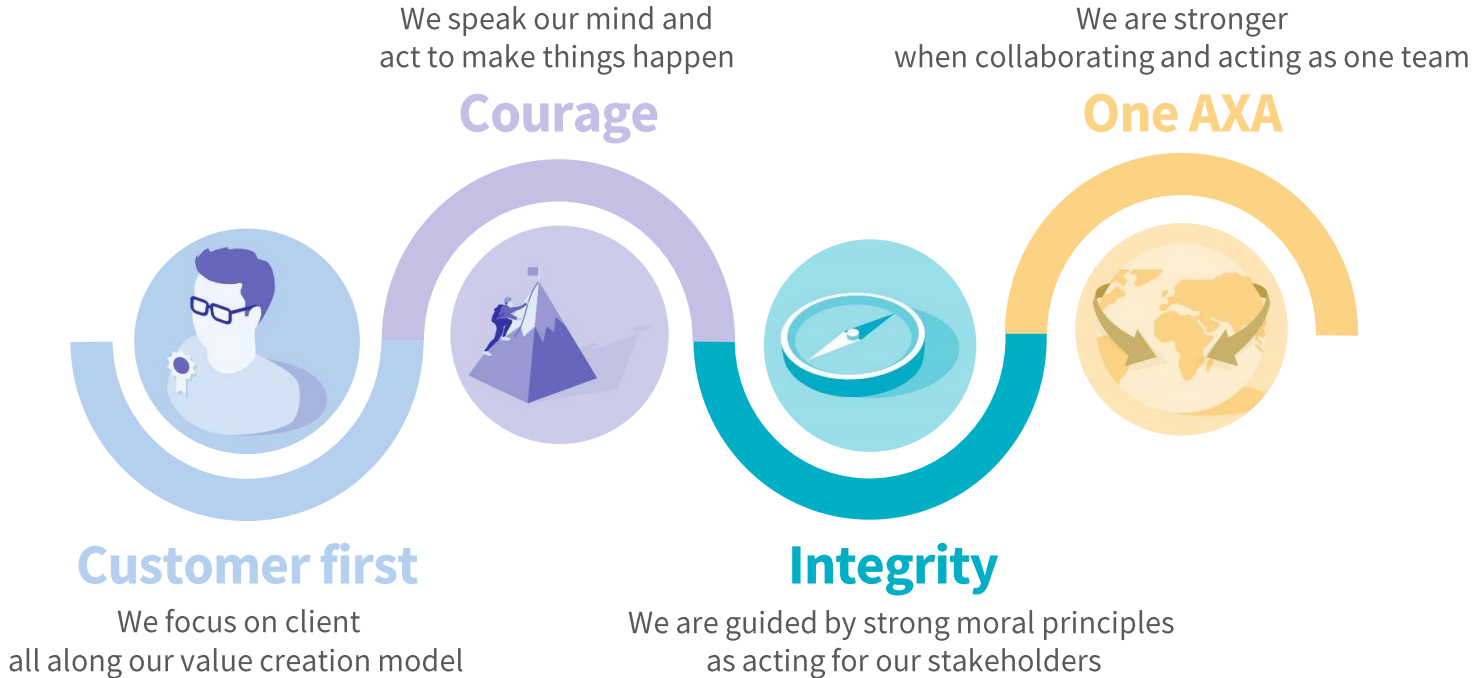 We speak our mind and
act to make things happen
Courage
We are stronger
when collaborating and acting as one team
One AXA
Customer first
We focus on client
all along our value creation model
Integrity
We are guided by strong moral principles
as acting for our stakeholders